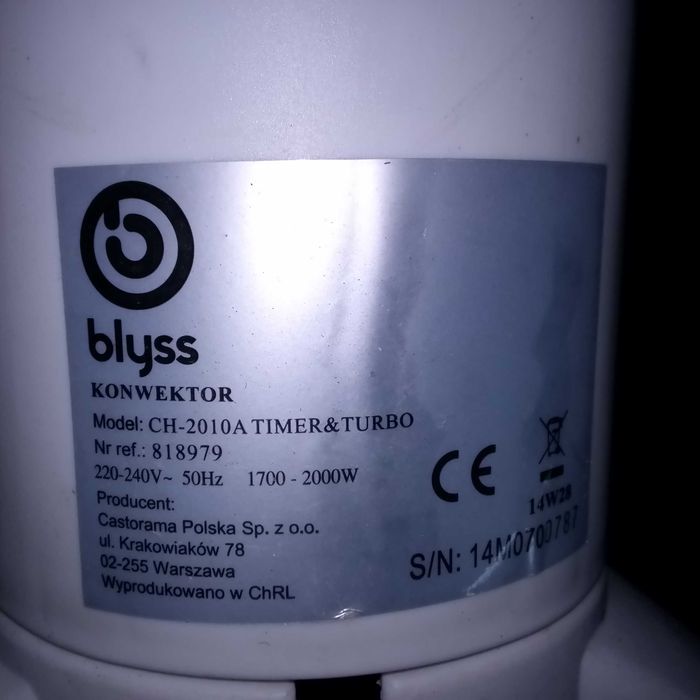 blyss
KONWEKTOR
Model: CH-2010A TIMER&TURBO
Nr ref.: 818979
220-240V~ 50Hz 1700 - 2000W
Producent:
Castorama Polska Sp. z o.o.
ul. Krakowiaków 78
02-255 Warszawa
Wyprodukowano w ChRL
CE
14W28
S/N: 14M0700787